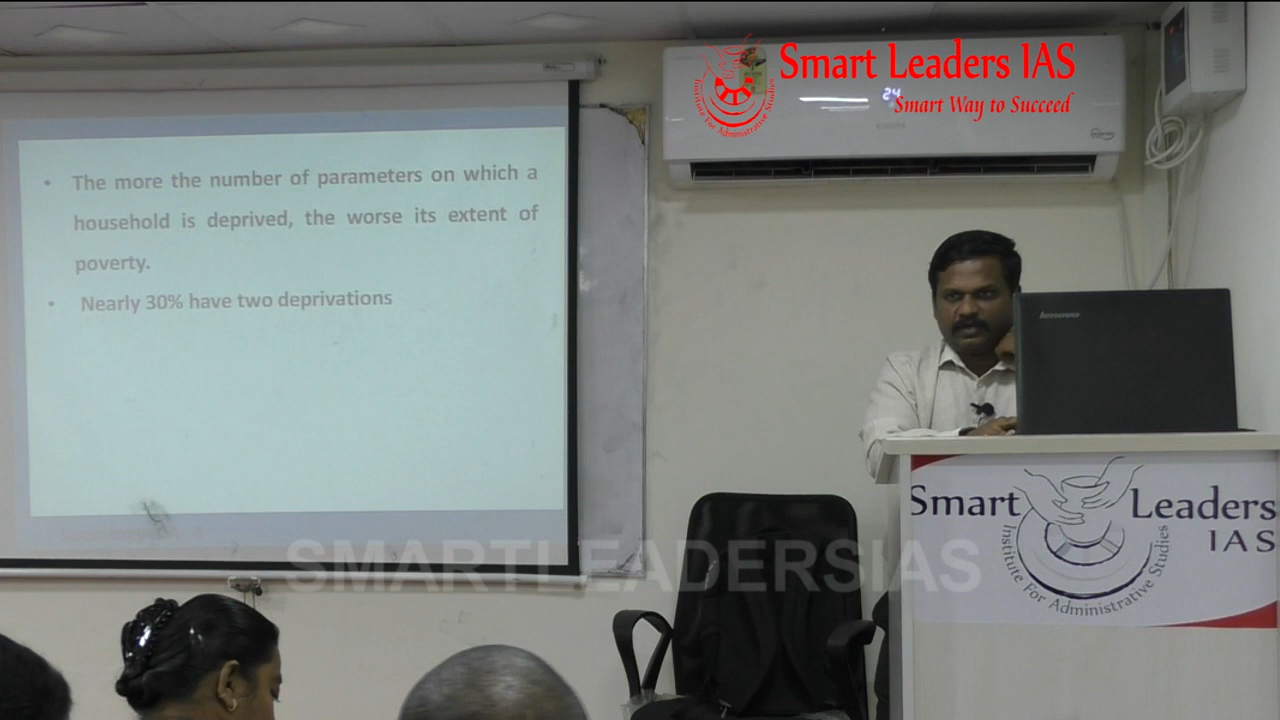 • The more the number of parameters on which a
household is deprived, the worse its extent of
poverty.
• Nearly 30% have two deprivations
Smart Leaders IAS
Smart Way to Succeed
Institute For Administrative Studies
24
lenovo
Smart Leaders
IAS
Institute For Administrative Studies
SMARTLEADERSIAS